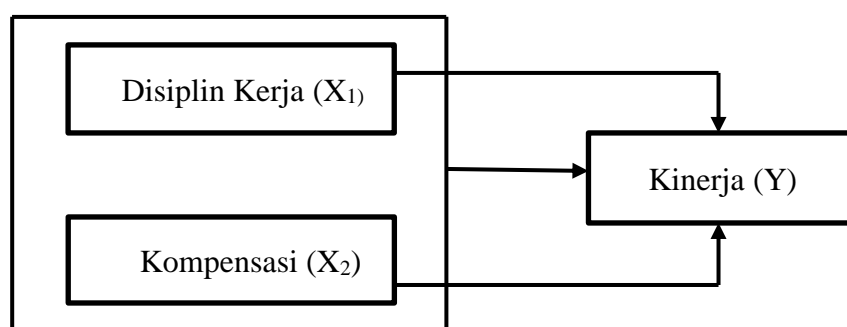 Disiplin Kerja (X₁)
Kinerja (Y)
Kompensasi (X₂)